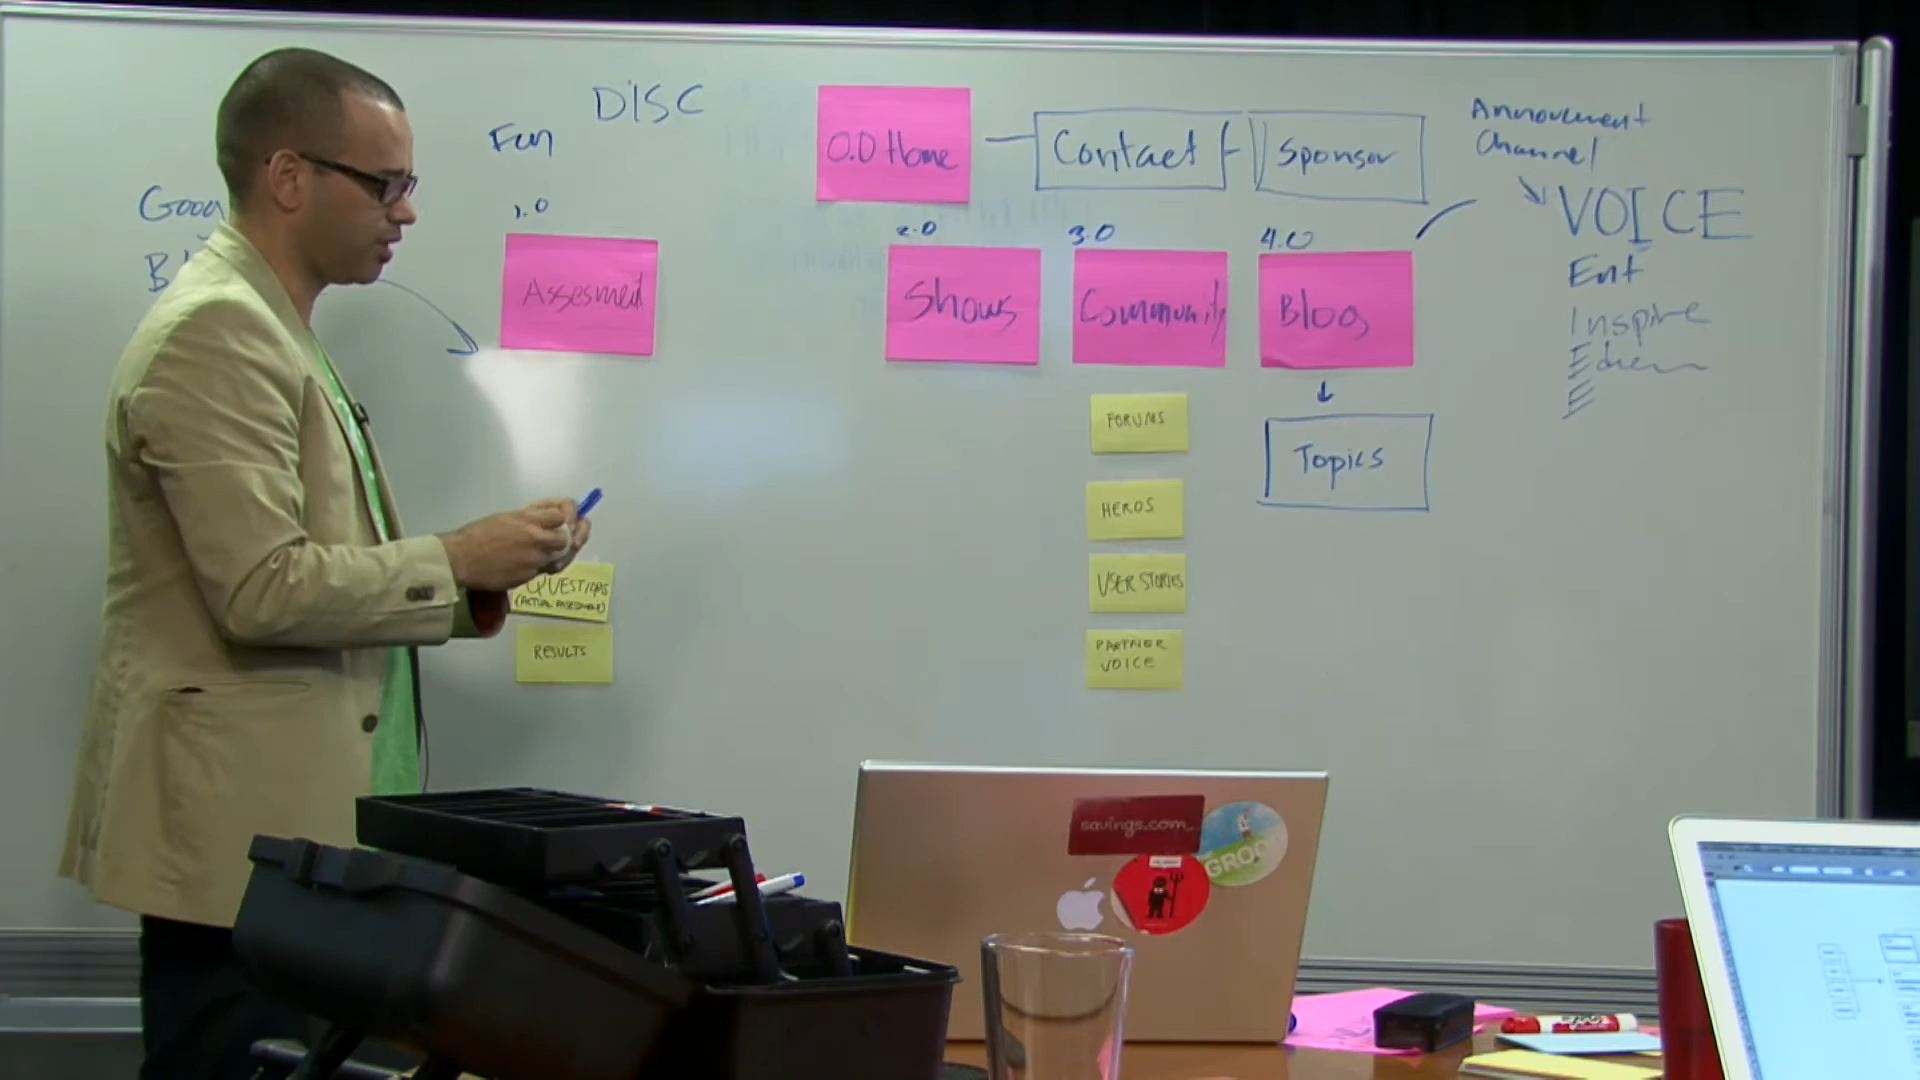 DISC
Fun
0.0 Home
Contact
Sponsor
Announcement
Channel
VOICE
Ent
Inspire
E
1.0
Assesment
2.0
Shows
3.0
Community
4.0
Blog
Topics
FORUMS
HEROS
USER STORIES
PARTNER
VOICE
QUESTIONS
RESULTS
savings.com
GROO